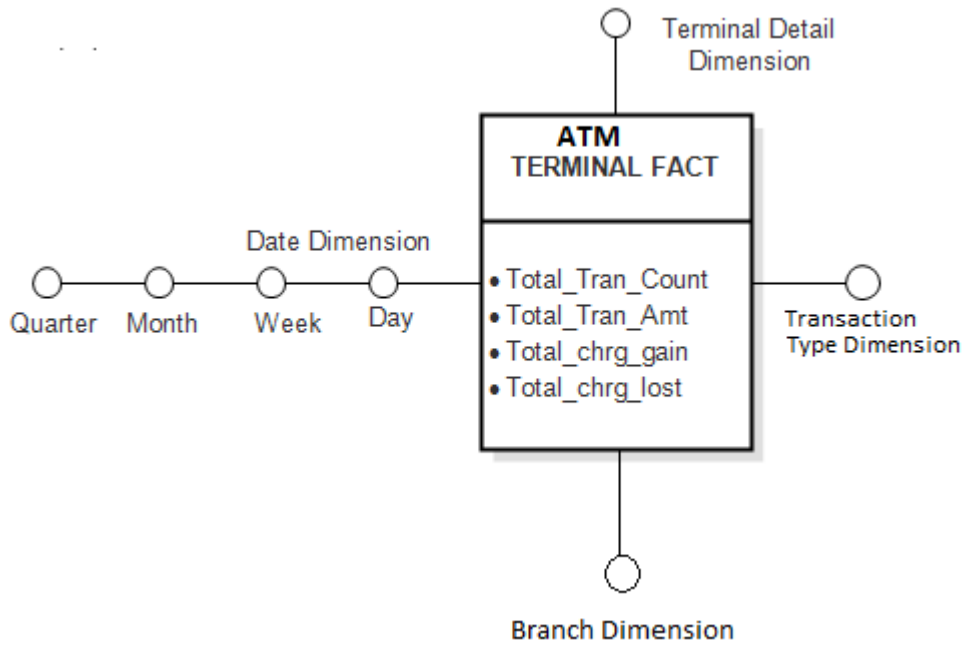 Terminal Detail
Dimension
ATM
TERMINAL FACT
Date Dimension
Quarter
Month
Week
Day
• Total_Tran_Count
• Total_Tran_Amt
• Total_chrg_gain
• Total_chrg_lost
Transaction
Type Dimension
Branch Dimension